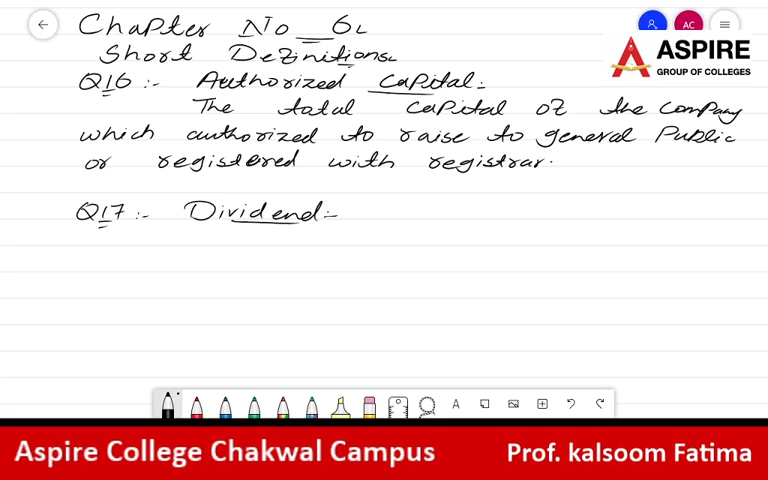 Chapter No 6
Short Definitions
Q16:- Authorized Capital:-
The total capital of the company
which authorized to raise to general Public
or registered with registrar.
Q17:- Dividend:-
AC
ASPIRE
GROUP OF COLLEGES
A
Aspire College Chakwal Campus
Prof. kalsoom Fatima